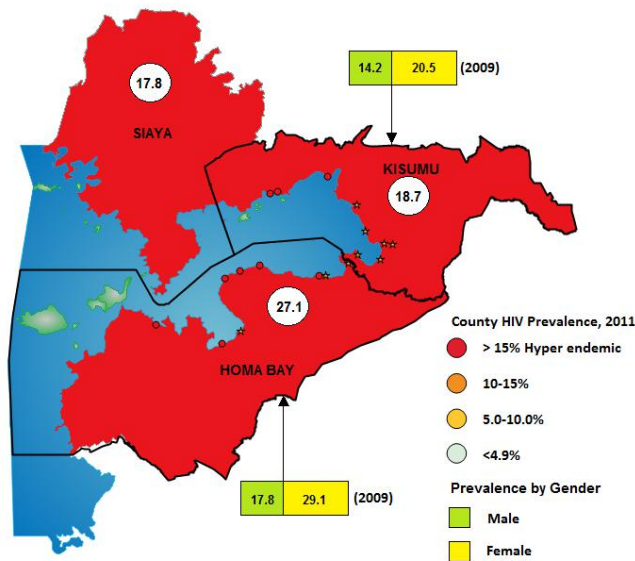 14.2 20.5 (2009)
17.8
SIAYA
KISUMU
18.7
27.1
HOMA BAY
County HIV Prevalence, 2011
> 15% Hyper endemic
10-15%
5.0-10.0%
<4.9%
Prevalence by Gender
Male
Female
17.8 29.1 (2009)